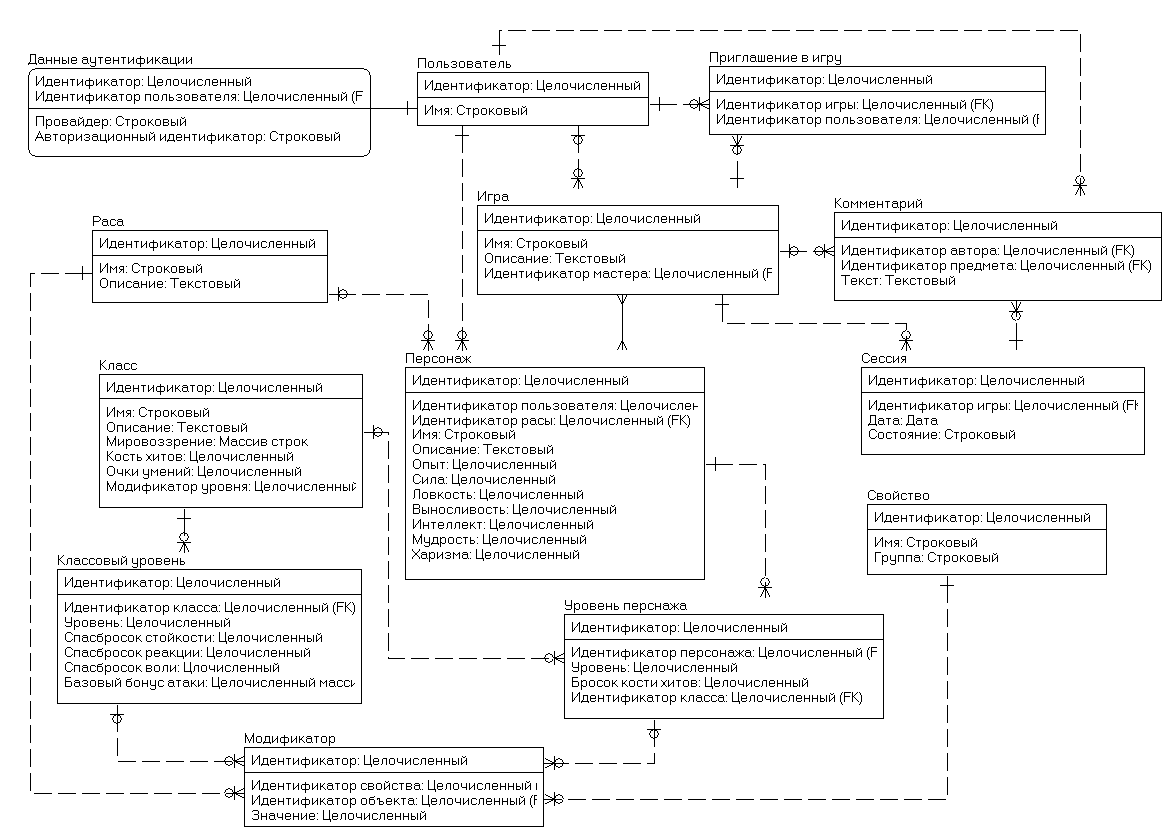 Данные аутентификации
Идентификатор: Целочисленный
Идентификатор пользователя: Целочисленный (F
Провайдер: Строковый
Авторизационный идентификатор: Строковый
Пользователь
Идентификатор: Целочисленный
Имя: Строковый
Приглашение в игру
Идентификатор: Целочисленный
Идентификатор игры: Целочисленный (FK)
Идентификатор пользователя: Целочисленный (F
Раса
Идентификатор: Целочисленный
Имя: Строковый
Описание: Текстовый
Игра
Идентификатор: Целочисленный
Имя: Строковый
Описание: Текстовый
Идентификатор мастера: Целочисленный (F
Комментарий
Идентификатор: Целочисленный
Идентификатор автора: Целочисленный (FK)
Идентификатор предмета: Целочисленный (FK)
Текст: Текстовый
Класс
Идентификатор: Целочисленный
Имя: Строковый
Описание: Текстовый
Мировоззрение: Массив строк
Кость хитов: Целочисленный
Очки умений: Целочисленный
Модификатор уровня: Целочисленный
Персонаж
Идентификатор: Целочисленный
Идентификатор пользователя: Целочислен
Идентификатор расы: Целочисленный (FK)
Имя: Строковый
Описание: Текстовый
Опыт: Целочисленный
Сила: Целочисленный
Ловкость: Целочисленный
Выносливость: Целочисленный
Интеллект: Целочисленный
Мудрость: Целочисленный
Харизма: Целочисленный
Сессия
Идентификатор: Целочисленный
Идентификатор игры: Целочисленный (FK
Дата: Дата
Состояние: Строковый
Свойство
Идентификатор: Целочисленный
Имя: Строковый
Группа: Строковый
Классовый уровень
Идентификатор: Целочисленный
Идентификатор класса: Целочисленный (FK)
Уровень: Целочисленный
Спасбросок стойкости: Целочисленный
Спасбросок реакции: Целочисленный
Спасбросок воли: Цлочисленный
Базовый бонус атаки: Целочисленный масси
Уровень перснажа
Идентификатор: Целочисленный
Идентификатор персонажа: Целочисленный (F
Уровень: Целочисленный
Бросок кости хитов: Целочисленный
Идентификатор класса: Целочисленный (FK)
Модификатор
Идентификатор: Целочисленный
Идентификатор свойства: Целочисленный
Идентификатор объекта: Целочисленный (F
Значение: Целочисленный